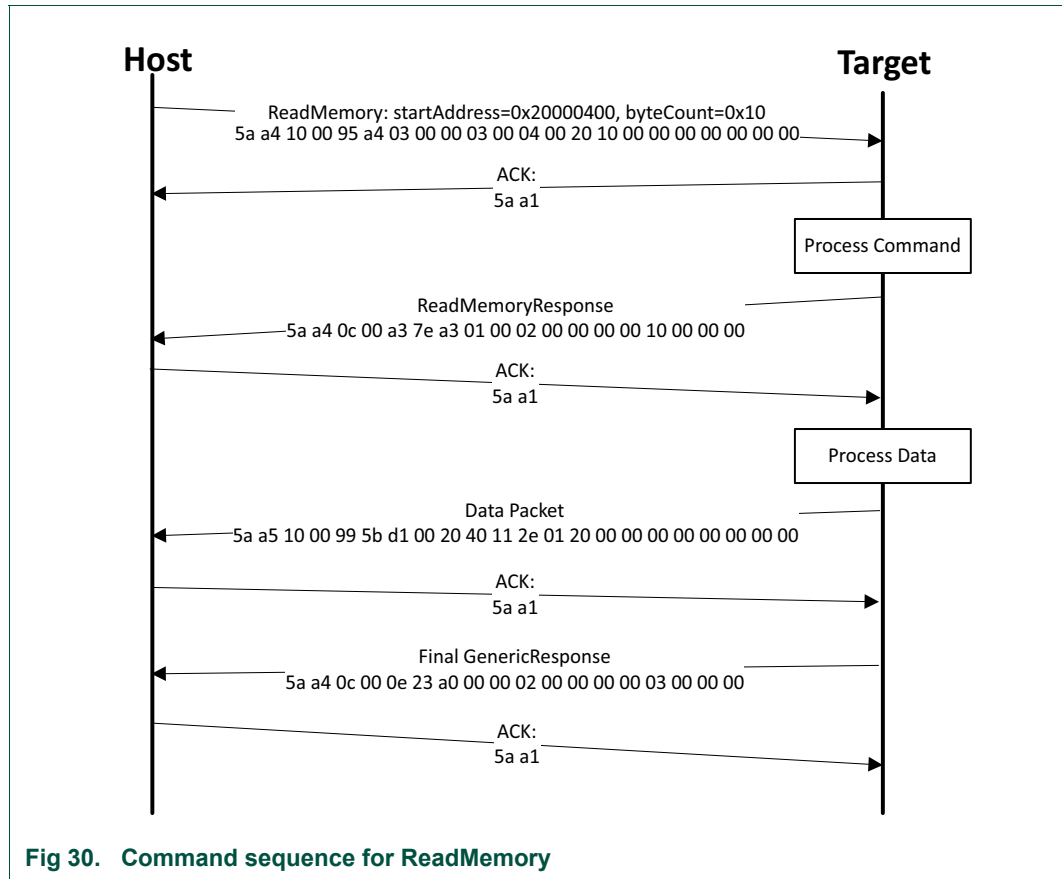 Host
Target
ReadMemory: startAddress=0x20000400, byteCount=0x10
5a a4 10 00 95 a4 03 00 00 03 00 04 00 20 10 00 00 00 00 00 00 00
ACK:
5a a1
Process Command
ReadMemoryResponse
5a a4 0c 00 a3 7e a3 01 00 02 00 00 00 00 10 00 00 00
ACK:
5a a1
Process Data
Data Packet
5a a5 10 00 99 5b d1 00 20 40 11 2e 01 20 00 00 00 00 00 00 00 00
ACK:
5a a1
Final GenericResponse
5a a4 0c 00 0e 23 a0 00 00 02 00 00 00 00 03 00 00 00
ACK:
5a a1
Fig 30. Command sequence for ReadMemory